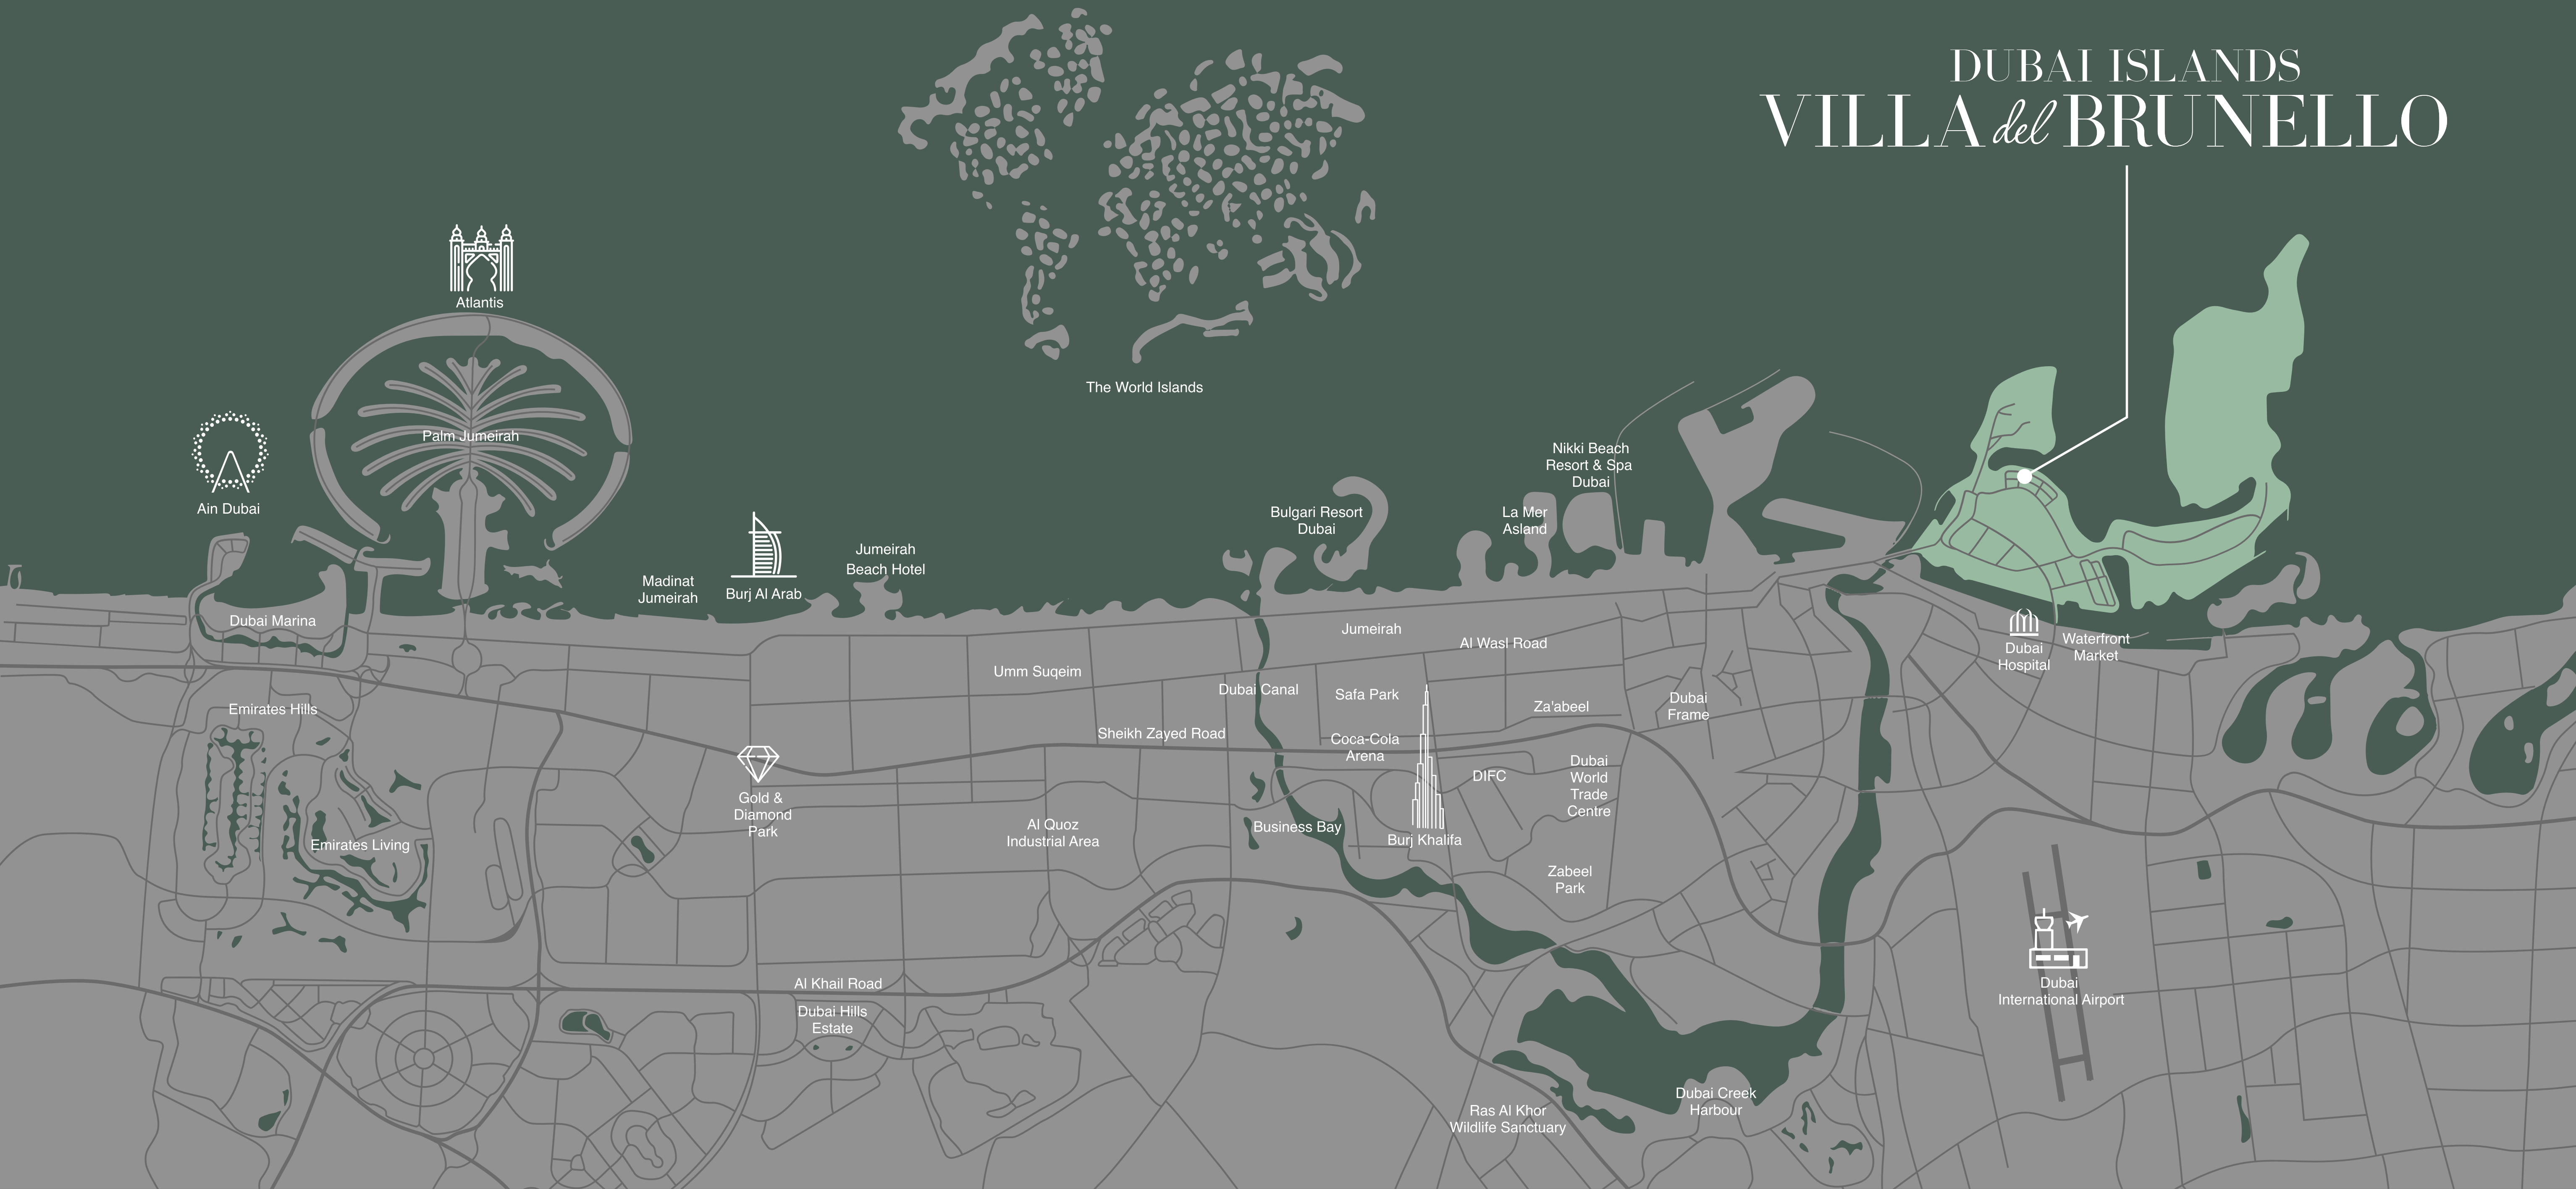 DUBAI ISLANDS
VILLA del BRUNELLO
Atlantis
The World Islands
Palm Jumeirah
Ain Dubai
Nikki Beach
Resort & Spa
Dubai
Bulgari Resort
Dubai
La Mer
Asland
Jumeirah
Beach Hotel
Madinat
Jumeirah
Burj Al Arab
Dubai Marina
Jumeirah
Al Wasl Road
Dubai
Hospital
Waterfront
Market
Umm Suqeim
Dubai Canal
Safa Park
Za'abeel
Dubai
Frame
Emirates Hills
Sheikh Zayed Road
Coca-Cola
Arena
DIFC
Dubai
World
Trade
Centre
Gold &
Diamond
Park
Al Quoz
Industrial Area
Business Bay
Burj Khalifa
Emirates Living
Zabeel
Park
Al Khail Road
Dubai
International Airport
Dubai Hills
Estate
Dubai Creek
Harbour
Ras Al Khor
Wildlife Sanctuary